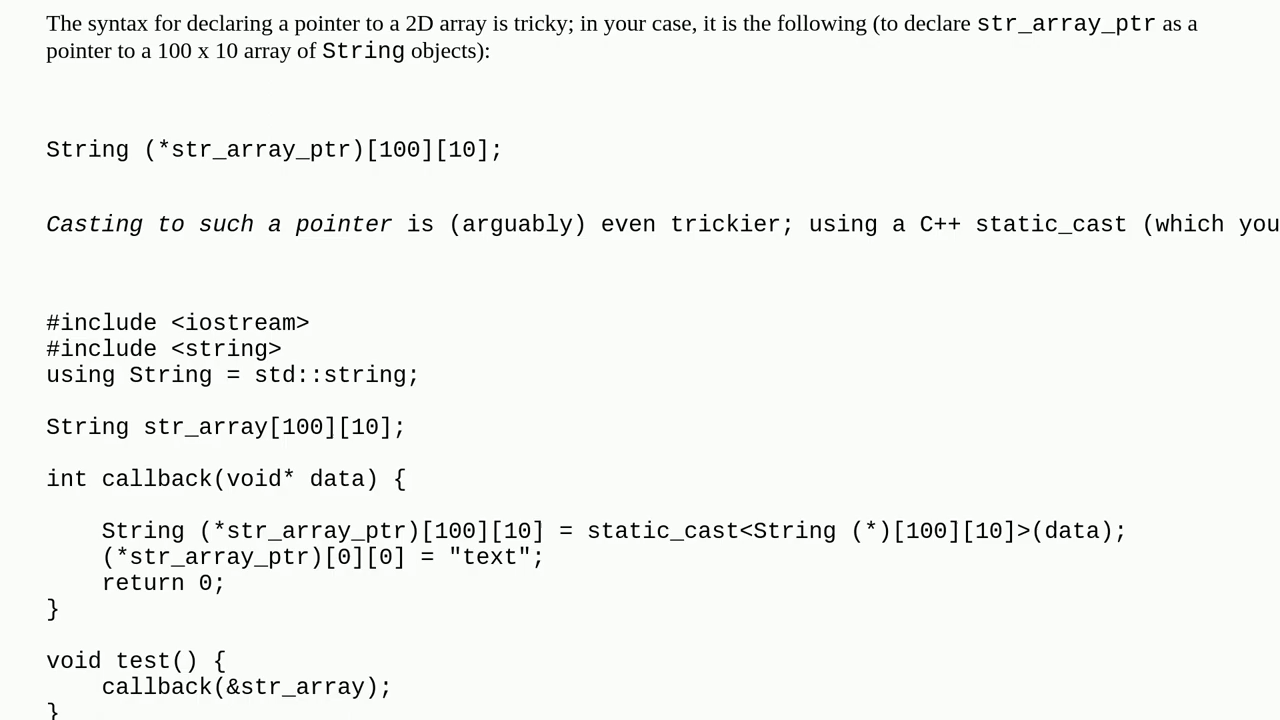 The syntax for declaring a pointer to a 2D array is tricky; in your case, it is the following (to declare str_array_ptr as a
pointer to a 100 x 10 array of String objects):
String (*str_array_ptr)[100][10];
Casting to such a pointer is (arguably) even trickier; using a C++ static_cast (which you
#include <iostream>
#include <string>
using String = std::string;
String str_array[100][10];
int callback(void* data) {
    String (*str_array_ptr)[100][10] = static_cast<String (*)[100][10]>(data);
    (*str_array_ptr)[0][0] = "text";
    return 0;
}
void test() {
    callback(&str_array);
}